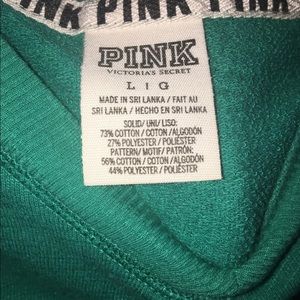 PINK PINK PINK
PINK
VICTORIA'S SECRET
L | G
MADE IN SRI LANKA / FAIT AU
SRI LANKA / HECHO EN SRI LANKA
SOLID/ UNI/ LISO:
73% COTTON / COTON /ALGODÓN
27% POLYESTER / POLIÉSTER
PATTERN/ MOTIF/ PATRÓN:
56% COTTON / COTON /ALGODÓN
44% POLYESTER / POLIÉSTER